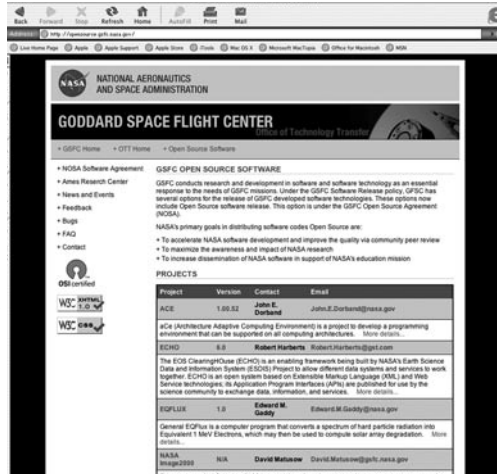 Back Forward Stop Refresh Home AutoFill Print Mail
Address: http://opensource.gsfc.nasa.gov/
Live Home Page Apple Apple Support Apple Store iTools Mac OS X Microsoft MacTopia Office for Macintosh MSN
NASA
NATIONAL AERONAUTICS
AND SPACE ADMINISTRATION
GODDARD SPACE FLIGHT CENTER
Office of Technology Transfer
+ GSFC Home + OTT Home + Open Source Software
+ NOSA Software Agreement
+ Ames Reserch Center
+ News and Events
+ Feedback
+ Bugs
+ FAQ
+ Contact
OSI certified
W3C XHTML 1.0
W3C css
GSFC OPEN SOURCE SOFTWARE
GSFC conducts research and development in software and software technology as an essential
response to the needs of GSFC missions. Under the GSFC Software Release policy, GFSC has
several options for the release of GSFC developed software technologies. These options now
include Open Source software release. This option is under the GSFC Open Source Agreement
(NOSA).
NASA's primary goals in distributing software codes Open Source are:
+ To accelerate NASA software development and improve the quality via community peer review
+ To maximize the awareness and impact of NASA research
+ To increase dissemination of NASA software in support of NASA's education mission
PROJECTS
Project Version Contact Email
ACE 1.00.52 John E. Dorband John.E.Dorband@nasa.gov
aCe (Architecture Adaptive Computing Environment) is a project to develop a programming
environment that can be supported on all computing architectures. More details...
ECHO 6.0 Robert Harberts Robert.Harberts@gst.com
The EOS ClearingHOuse (ECHO) is an enabling framework being built by NASA's Earth Science
Data and Information System (ESDIS) Project to allow different data systems and services to work
together. ECHO is an open system based on Extensible Markup Language (XML) and Web
Service technologies; its Application Program Interfaces (APIs) are published for use by the
science community to exchange data, information, and services. More details...
EQFLUX 1.0 Edward M. Gaddy Edward.M.Gaddy@nasa.gov
General EQFlux is a computer program that converts a spectrum of hard particle radiation into
Equivalent 1 MeV Electrons, which may then be used to compute solar array degradation. More
details...
NASA Image2000 N/A David Matusow David.Matusow@gsfc.nasa.gov